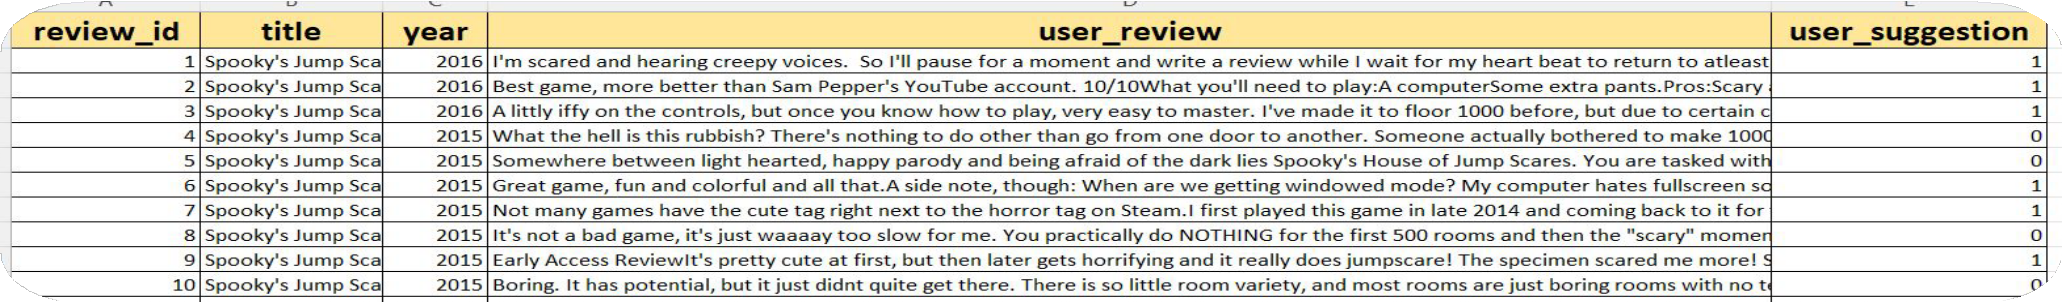 review_id title year user_review user_suggestion
1 Spooky's Jump Sca 2016 I'm scared and hearing creepy voices.  So I'll pause for a moment and write a review while I wait for my heart beat to return to atleast 1
2 Spooky's Jump Sca 2016 Best game, more better than Sam Pepper's YouTube account. 10/10What you'll need to play:A computerSome extra pants.Pros:Scary 1
3 Spooky's Jump Sca 2016 A littly iffy on the controls, but once you know how to play, very easy to master. I've made it to floor 1000 before, but due to certain c 1
4 Spooky's Jump Sca 2015 What the hell is this rubbish? There's nothing to do other than go from one door to another. Someone actually bothered to make 1000 0
5 Spooky's Jump Sca 2015 Somewhere between light hearted, happy parody and being afraid of the dark lies Spooky's House of Jump Scares. You are tasked with 0
6 Spooky's Jump Sca 2015 Great game, fun and colorful and all that.A side note, though: When are we getting windowed mode? My computer hates fullscreen so 1
7 Spooky's Jump Sca 2015 Not many games have the cute tag right next to the horror tag on Steam.I first played this game in late 2014 and coming back to it for 1
8 Spooky's Jump Sca 2015 It's not a bad game, it's just waaaay too slow for me. You practically do NOTHING for the first 500 rooms and then the "scary" momen 0
9 Spooky's Jump Sca 2015 Early Access ReviewIt's pretty cute at first, but then later gets horrifying and it really does jumpscare! The specimen scared me more! S 1
10 Spooky's Jump Sca 2015 Boring. It has potential, but it just didnt quite get there. There is so little room variety, and most rooms are just boring rooms with no te 0